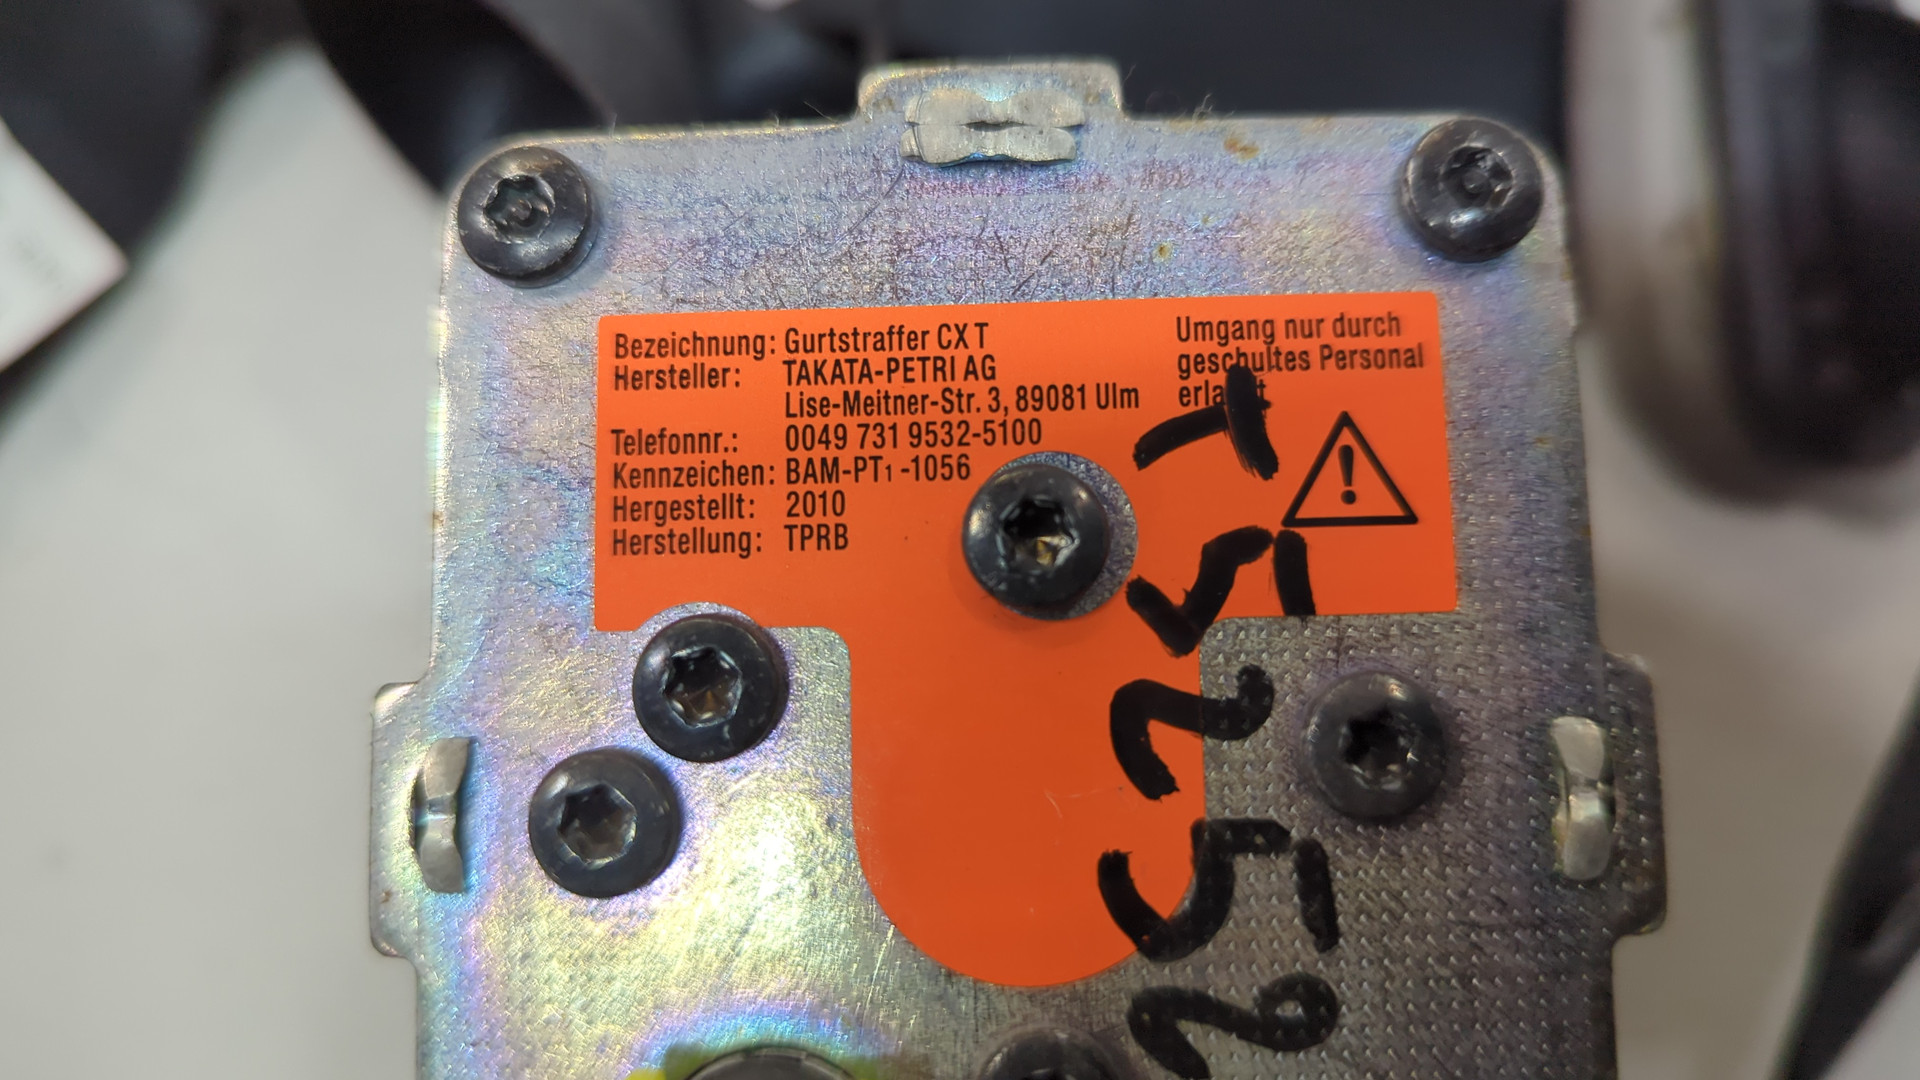 Bezeichnung: Gurtstraffer CX T
Hersteller: TAKATA-PETRI AG
Lise-Meitner-Str. 3, 89081 Ulm
Telefonnr.: 0049 731 9532-5100
Kennzeichen: BAM-PT1-1056
Hergestellt: 2010
Herstellung: TPRB
Umgang nur durch
geschultes Personal
T5252